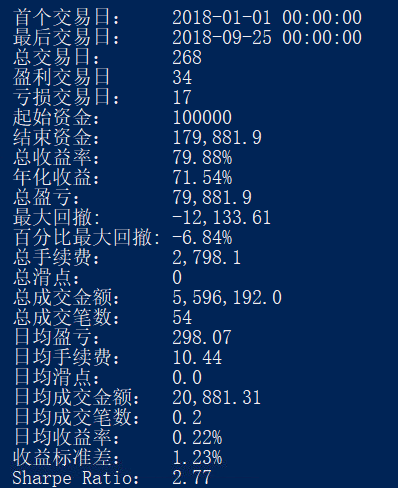 首个交易日： 2018-01-01 00:00:00
最后交易日： 2018-09-25 00:00:00
总交易日： 268
盈利交易日 34
亏损交易日： 17
起始资金： 100000
结束资金： 179,881.9
总收益率： 79.88%
年化收益： 71.54%
总盈亏： 79,881.9
最大回撤: -12,133.61
百分比最大回撤: -6.84%
总手续费： 2,798.1
总滑点： 0
总成交金额： 5,596,192.0
总成交笔数： 54
日均盈亏： 298.07
日均手续费： 10.44
日均滑点： 0.0
日均成交金额： 20,881.31
日均成交笔数： 0.2
日均收益率： 0.22%
收益标准差： 1.23%
Sharpe Ratio： 2.77